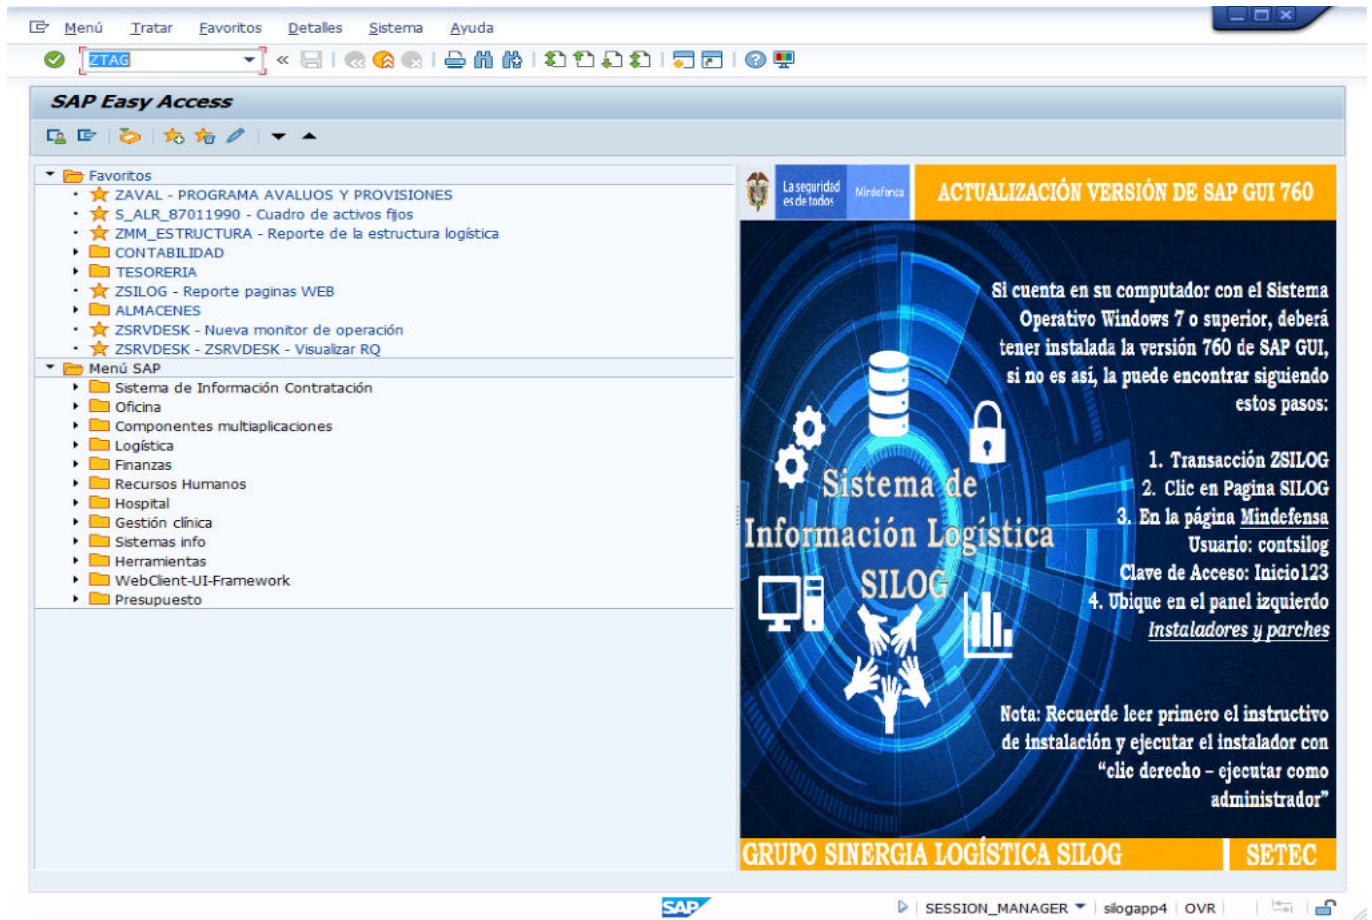 Menú Tratar Favoritos Detalles Sistema Ayuda
ZTAG
SAP Easy Access
Favoritos
ZAVAL - PROGRAMA AVALUOS Y PROVISIONES
S_ALR_87011990 - Cuadro de activos fijos
ZMM_ESTRUCTURA - Reporte de la estructura logística
CONTABILIDAD
TESORERIA
ZSILOG - Reporte paginas WEB
ALMACENES
ZSRVDESK - Nueva monitor de operación
ZSRVDESK - ZSRVDESK - Visualizar RQ
Menú SAP
Sistema de Información Contratación
Oficina
Componentes multiaplicaciones
Logística
Finanzas
Recursos Humanos
Hospital
Gestión clínica
Sistemas info
Herramientas
WebClient-UI-Framework
Presupuesto
La seguridad
es de todos
Mindefensa
ACTUALIZACIÓN VERSIÓN DE SAP GUI 760
Si cuenta en su computador con el Sistema
Operativo Windows 7 o superior, deberá
tener instalada la versión 760 de SAP GUI,
si no es así, la puede encontrar siguiendo
estos pasos:
1. Transacción ZSILOG
2. Clic en Pagina SILOG
3. En la página Mindefensa
Usuario: contsilog
Clave de Acceso: Inicio123
4. Ubique en el panel izquierdo
Instaladores y parches
Sistema de
Información Logística
SILOG
Nota: Recuerde leer primero el instructivo
de instalación y ejecutar el instalador con
“clic derecho – ejecutar como
administrador”
GRUPO SINERGIA LOGÍSTICA SILOG SETEC
SAP SESSION_MANAGER silogapp4 OVR